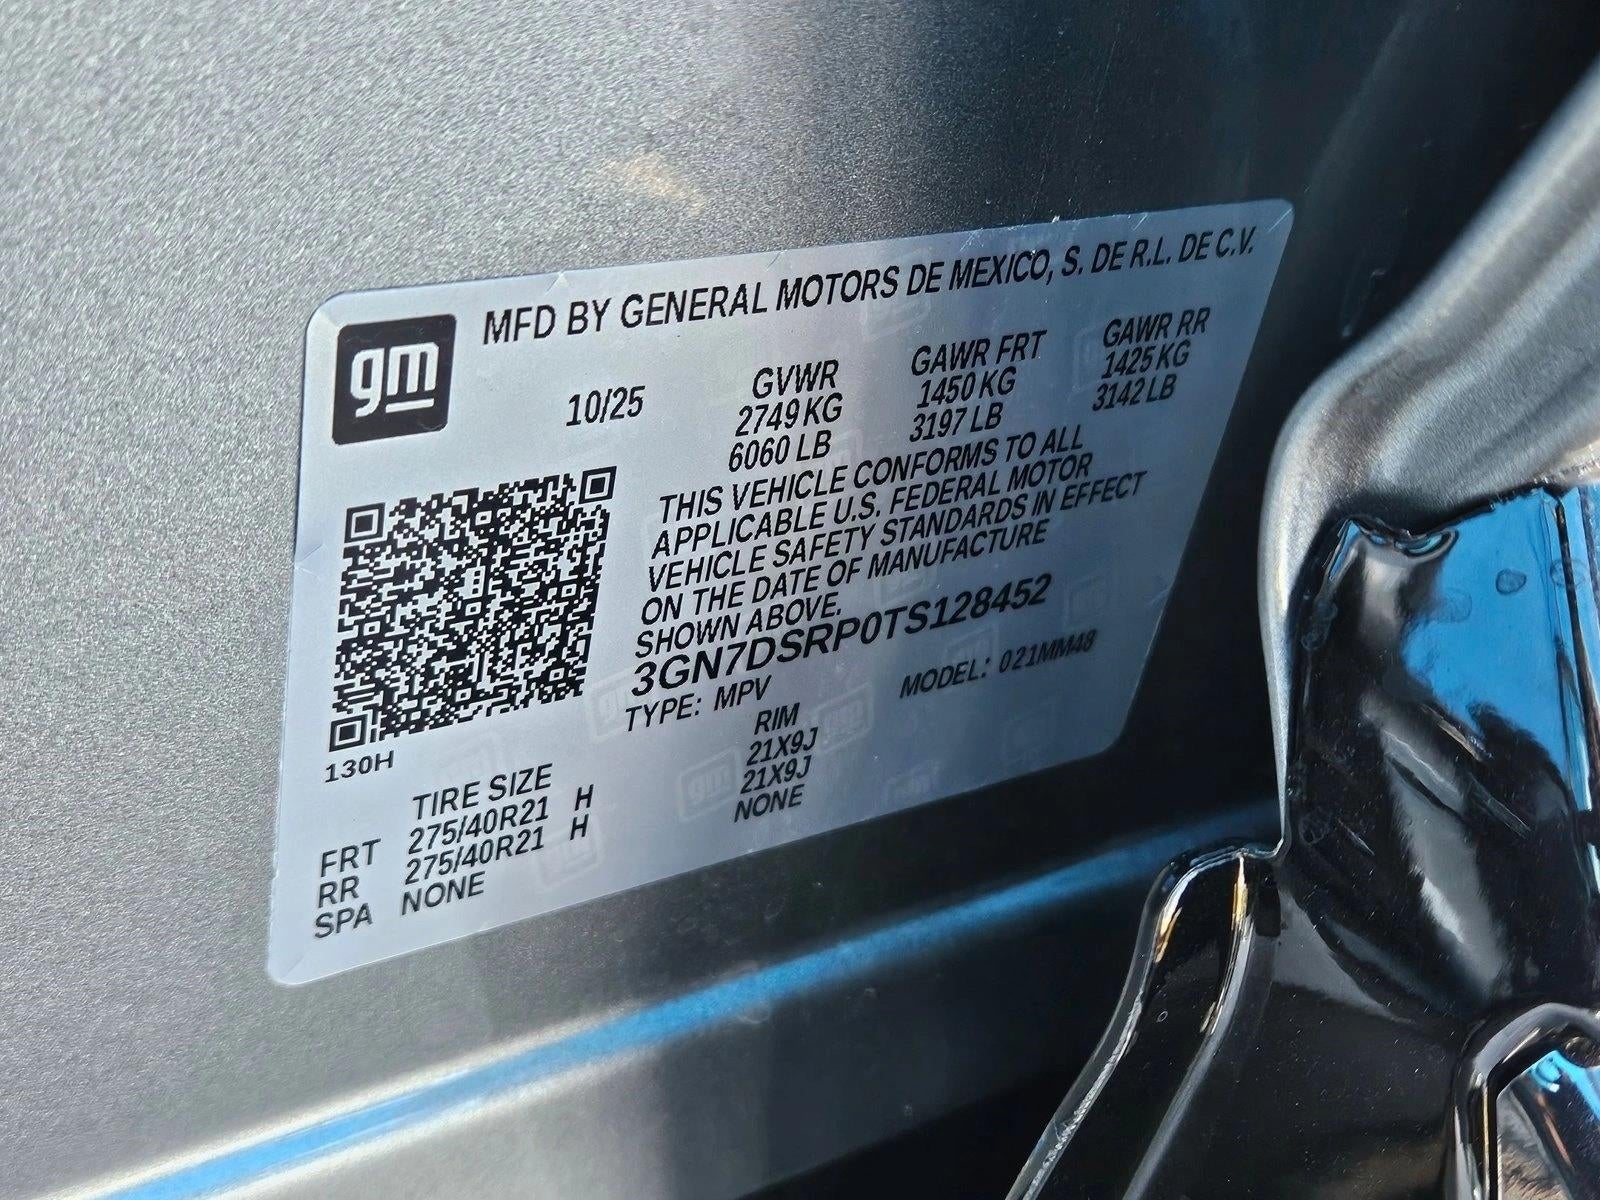 gm
MFD BY GENERAL MOTORS DE MEXICO, S. DE R.L. DE C.V.
10/25 GVWR GAWR FRT GAWR RR
2749 KG 1450 KG 1425 KG
6060 LB 3197 LB 3142 LB
THIS VEHICLE CONFORMS TO ALL
APPLICABLE U.S. FEDERAL MOTOR
VEHICLE SAFETY STANDARDS IN EFFECT
ON THE DATE OF MANUFACTURE
SHOWN ABOVE.
3GN7DSRP0TS128452
TYPE: MPV MODEL: 021MM48
130H
TIRE SIZE RIM
FRT 275/40R21 H 21X9J
RR 275/40R21 H 21X9J
SPA NONE NONE